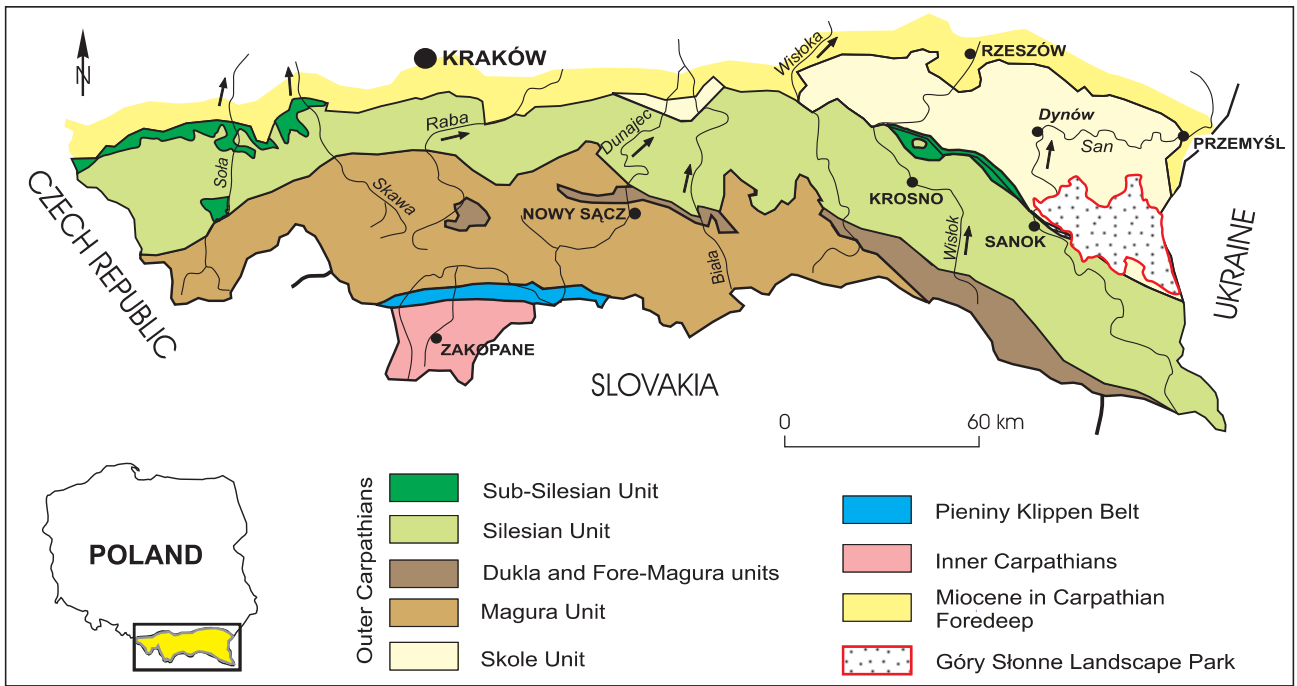 N
KRAKÓW
Wisłoka
RZESZÓW
Raba
Dunajec
Dynów
San
PRZEMYŚL
Soła
Skawa
CZECH REPUBLIC
NOWY SĄCZ
KROSNO
Wisłok
SANOK
Biała
UKRAINE
ZAKOPANE
SLOVAKIA
0 60 km
POLAND
Outer Carpathians
Sub-Silesian Unit
Silesian Unit
Dukla and Fore-Magura units
Magura Unit
Skole Unit
Pieniny Klippen Belt
Inner Carpathians
Miocene in Carpathian
Foredeep
Góry Słonne Landscape Park